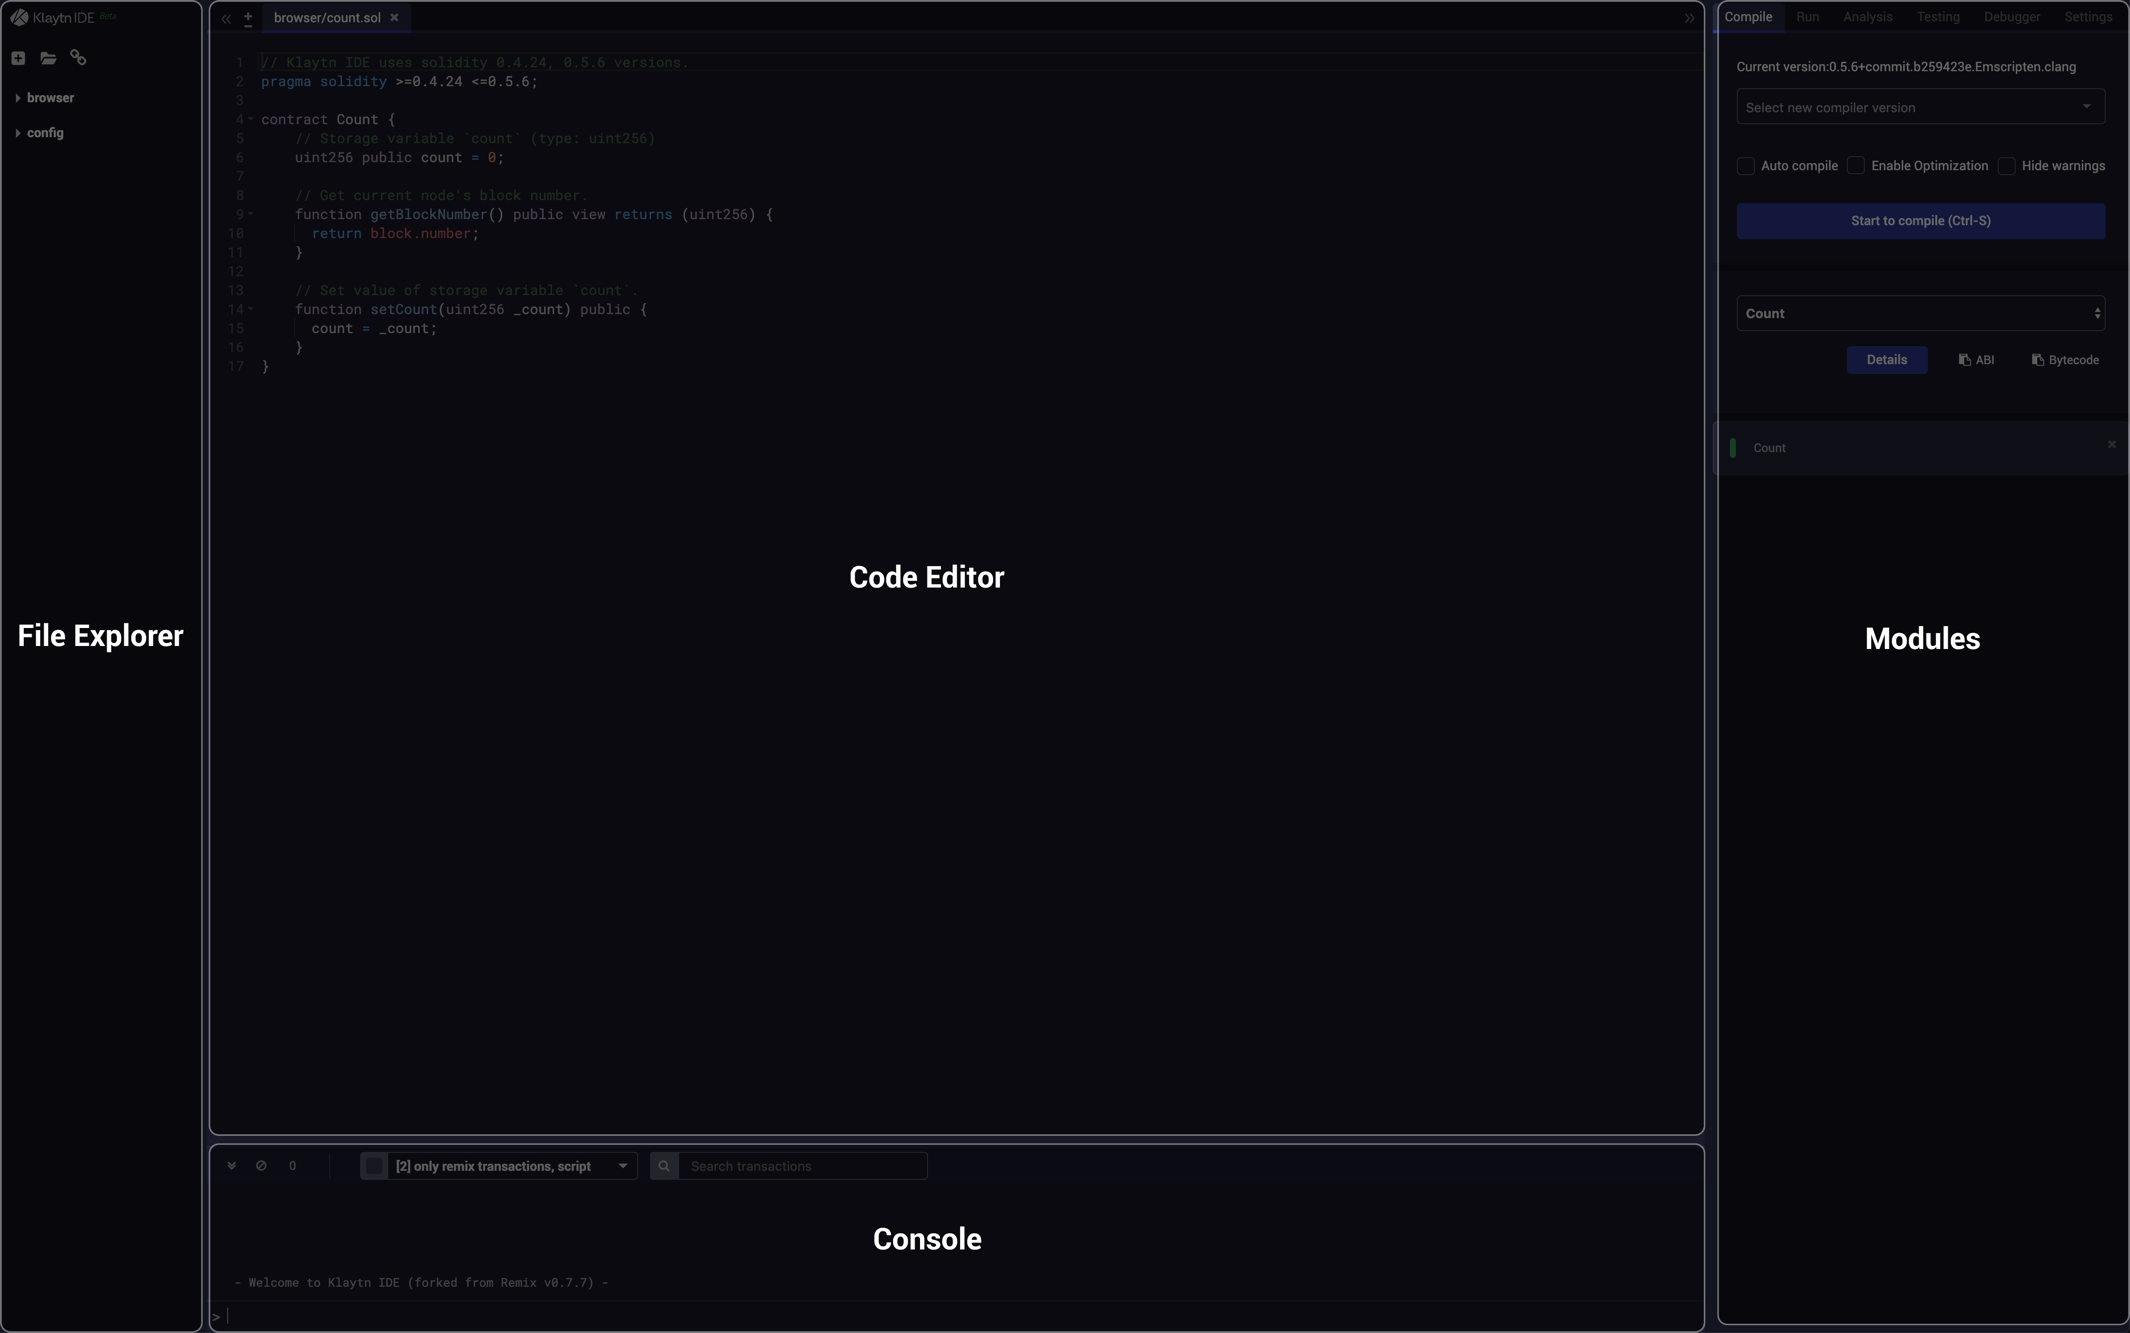 Klaytn IDE Beta
browser
config
File Explorer
browser/count.sol
1 // Klaytn IDE uses solidity 0.4.24, 0.5.6 versions.
2 pragma solidity >=0.4.24 <=0.5.6;
3
4 contract Count {
5 // Storage variable `count` (type: uint256)
6 uint256 public count = 0;
7
8 // Get current node's block number.
9 function getBlockNumber() public view returns (uint256) {
10 return block.number;
11 }
12
13 // Set value of storage variable `count`.
14 function setCount(uint256 _count) public {
15 count = _count;
16 }
17 }
Code Editor
0
[2] only remix transactions, script
Search transactions
Console
- Welcome to Klaytn IDE (forked from Remix v0.7.7) -
>
Compile Run Analysis Testing Debugger Settings
Current version:0.5.6+commit.b259423e.Emscripten.clang
Select new compiler version
Auto compile Enable Optimization Hide warnings
Start to compile (Ctrl-S)
Count
Details ABI Bytecode
Count
Modules